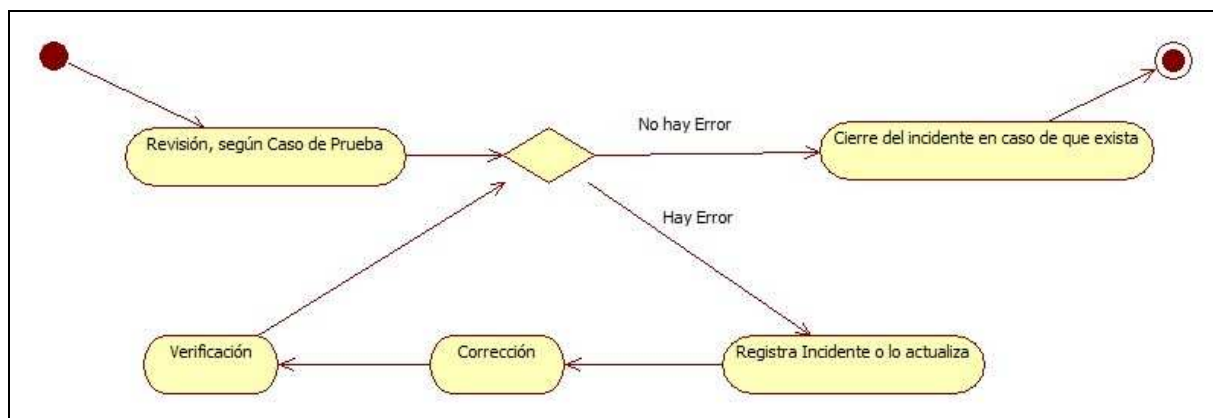 No hay Error
Revisión, según Caso de Prueba
Cierre del incidente en caso de que exista
Hay Error
Verificación
Corrección
Registra Incidente o lo actualiza